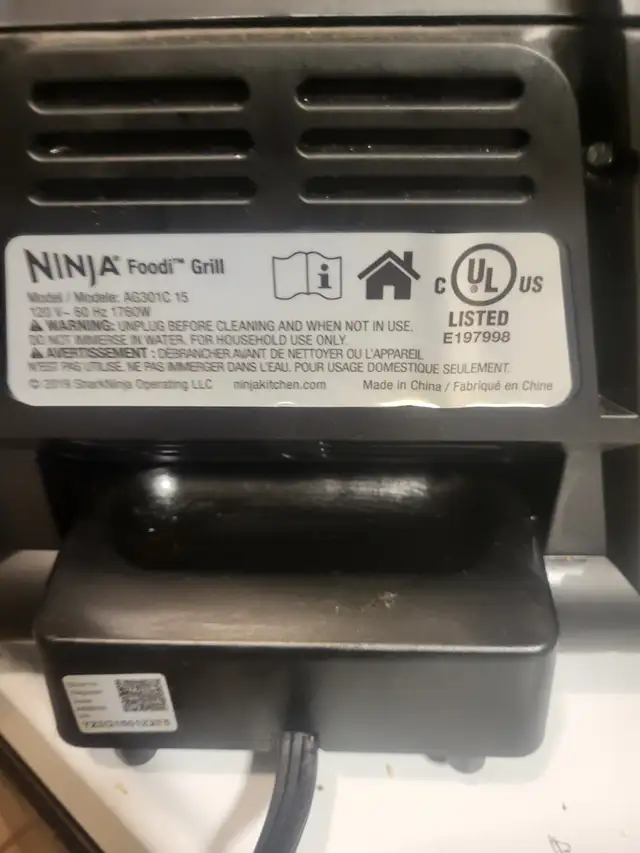 NINJA® Foodi™ Grill
Model / Modèle: AG301C 15
120 V~ 60 Hz 1760W
WARNING: UNPLUG BEFORE CLEANING AND WHEN NOT IN USE.
DO NOT IMMERSE IN WATER. FOR HOUSEHOLD USE ONLY.
AVERTISSEMENT : DÉBRANCHER AVANT DE NETTOYER OU L'APPAREIL
N'EST PAS UTILISÉ. NE PAS IMMERGER DANS L'EAU. POUR USAGE DOMESTIQUE SEULEMENT.
© 2019 SharkNinja Operating LLC ninjakitchen.com Made in China / Fabriqué en Chine
i
C UL® US
LISTED
E197998